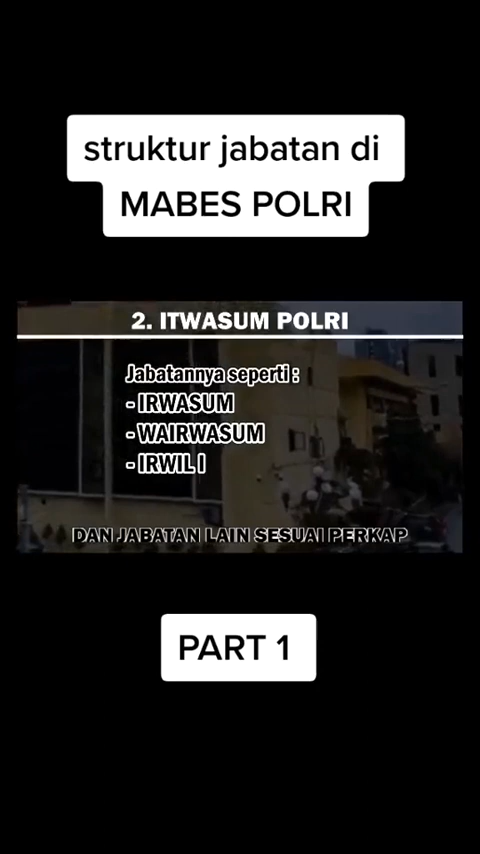 struktur jabatan di
MABES POLRI
2. ITWASUM POLRI
Jabatannya seperti :
- IRWASUM
- WAIRWASUM
- IRWIL I
DAN JABATAN LAIN SESUAI PERKAP
PART 1